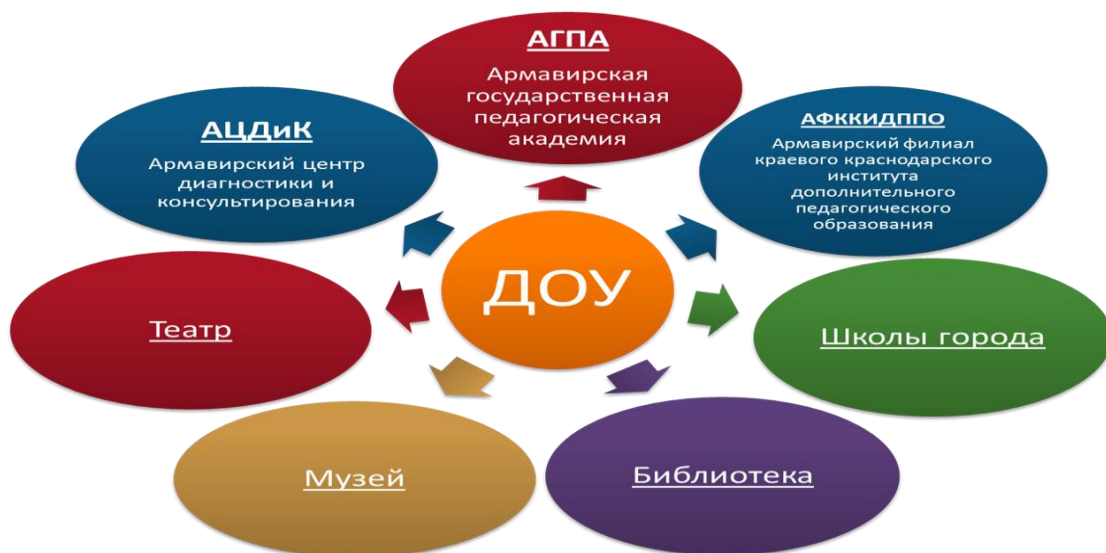 АГПА
Армавирская
государственная
педагогическая
академия
АЦДиК
Армавирский центр
диагностики и
консультирования
АФККИДППО
Армавирский филиал
краевого краснодарского
института
дополнительного
педагогического
образования
ДОУ
Театр
Школы города
Музей
Библиотека